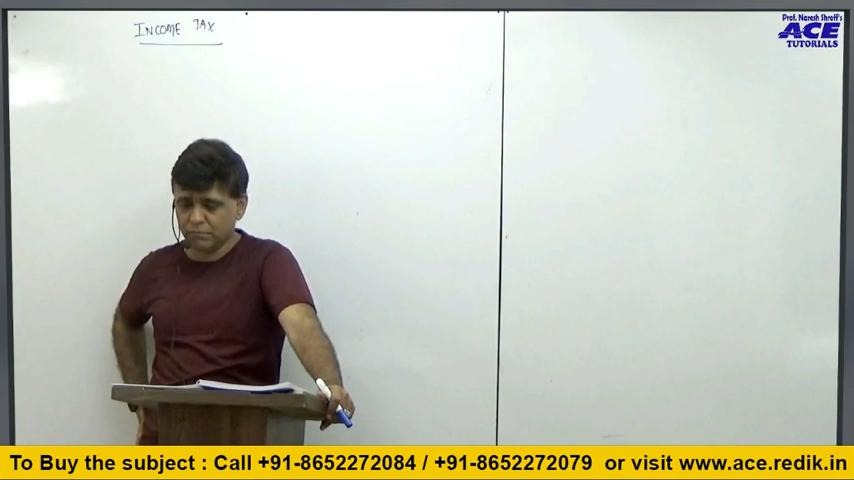 INCOME TAX
Prof. Naresh Shroff's
ACE
TUTORIALS
To Buy the subject : Call +91-8652272084 / +91-8652272079 or visit www.ace.redik.in